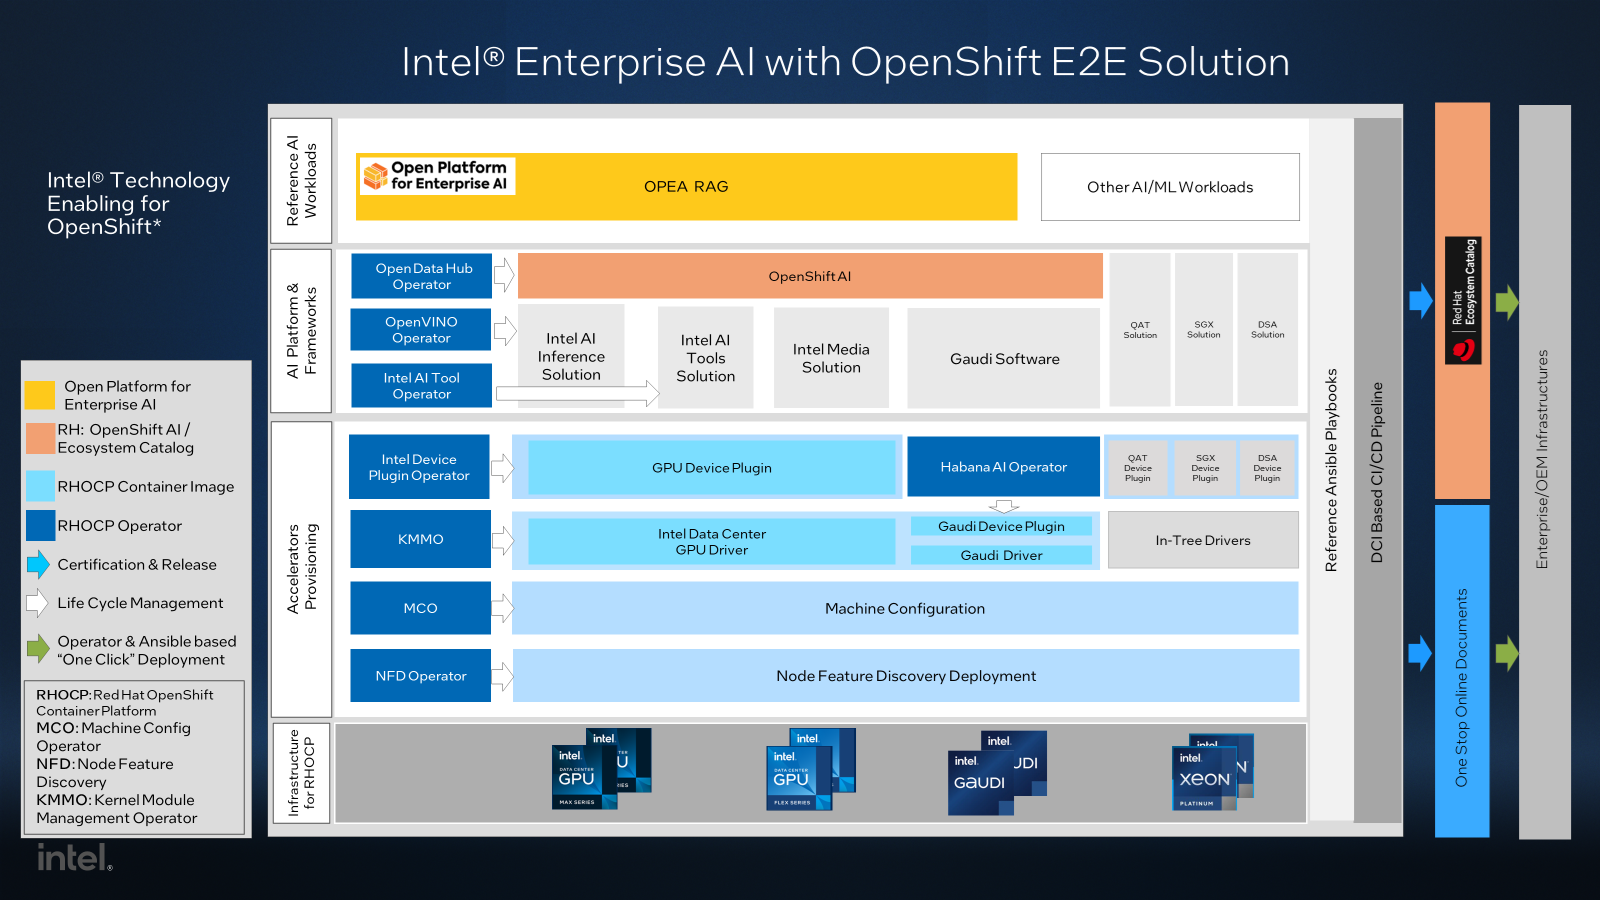 Intel® Enterprise AI with OpenShift E2E Solution
Intel® Technology
Enabling for
OpenShift*
Open Platform for
Enterprise AI
RH: OpenShift AI /
Ecosystem Catalog
RHOCP Container Image
RHOCP Operator
Certification & Release
Life Cycle Management
Operator & Ansible based
“One Click” Deployment
RHOCP: Red Hat OpenShift
Container Platform
MCO: Machine Config
Operator
NFD: Node Feature
Discovery
KMMO: Kernel Module
Management Operator
intel.
Reference AI
Workloads
Open Platform
for Enterprise AI
OPEA RAG
Other AI/ML Workloads
AI Platform &
Frameworks
Open Data Hub
Operator
OpenShift AI
OpenVINO
Operator
Intel AI Tool
Operator
Intel AI
Inference
Solution
Intel AI
Tools
Solution
Intel Media
Solution
Gaudi Software
QAT
Solution
SGX
Solution
DSA
Solution
Accelerators
Provisioning
Intel Device
Plugin Operator
GPU Device Plugin
Habana AI Operator
QAT
Device
Plugin
SGX
Device
Plugin
DSA
Device
Plugin
KMMO
Intel Data Center
GPU Driver
Gaudi Device Plugin
Gaudi Driver
In-Tree Drivers
MCO
Machine Configuration
NFD Operator
Node Feature Discovery Deployment
Infrastructure
for RHOCP
intel.
intel.
DATA CENTER
GPU
MAX SERIES
intel.
intel.
DATA CENTER
GPU
FLEX SERIES
intel.
intel.
GAUDI
intel.
intel.
XEON
PLATINUM
Reference Ansible Playbooks
DCI Based CI/CD Pipeline
Red Hat
Ecosystem Catalog
One Stop Online Documents
Enterprise/OEM Infrastructures